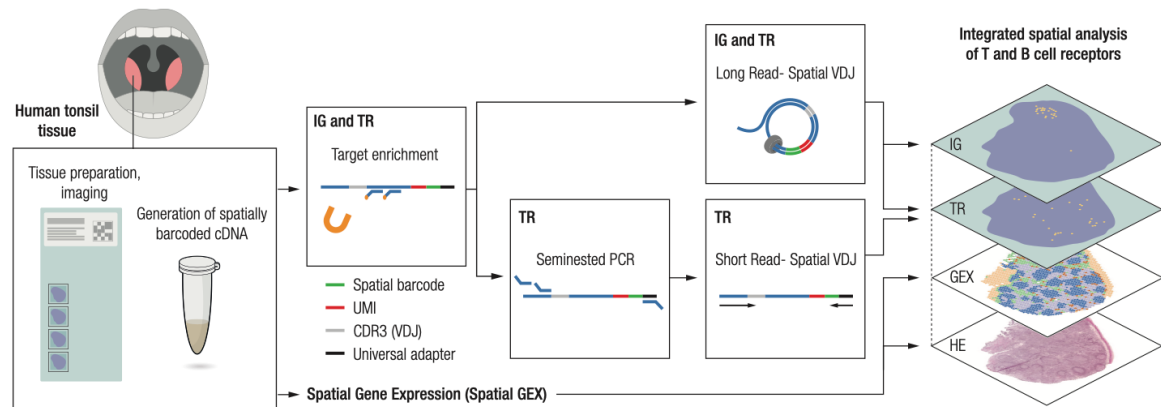 Human tonsil
tissue
Tissue preparation,
imaging
Generation of spatially
barcoded cDNA
IG and TR
Target enrichment
Spatial barcode
UMI
CDR3 (VDJ)
Universal adapter
Spatial Gene Expression (Spatial GEX)
TR
Seminested PCR
IG and TR
Long Read- Spatial VDJ
TR
Short Read- Spatial VDJ
Integrated spatial analysis
of T and B cell receptors
IG
TR
GEX
HE